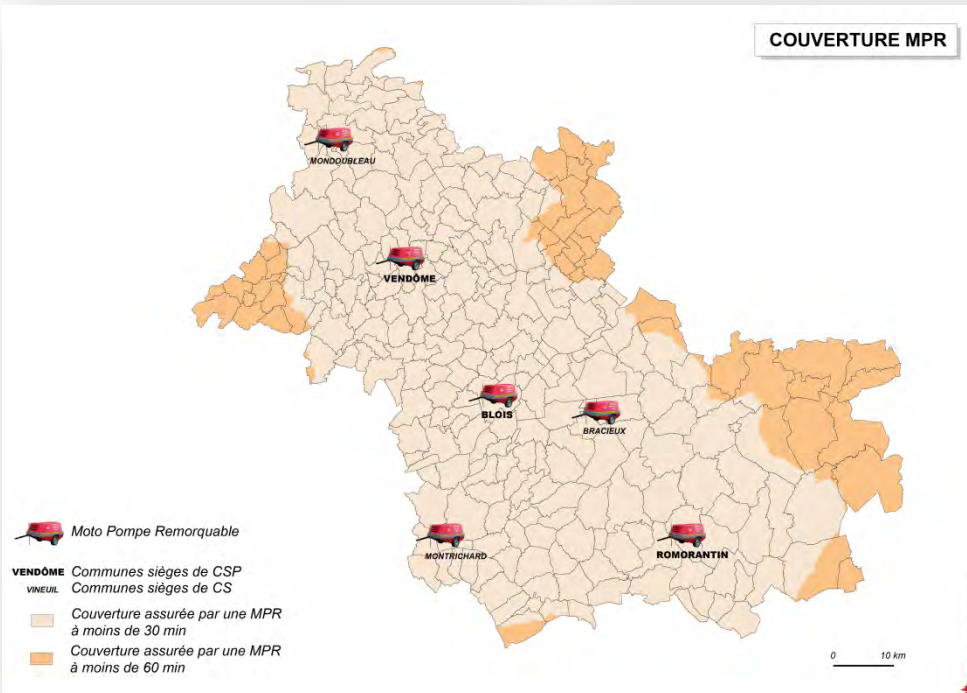 COUVERTURE MPR
MONDOUBLEAU
VENDÔME
BLOIS
BRACIEUX
MONTRICHARD
ROMORANTIN
Moto Pompe Remorquable
VENDÔME Communes sièges de CSP
VINEUIL Communes sièges de CS
Couverture assurée par une MPR
à moins de 30 min
Couverture assurée par une MPR
à moins de 60 min
0 10 km